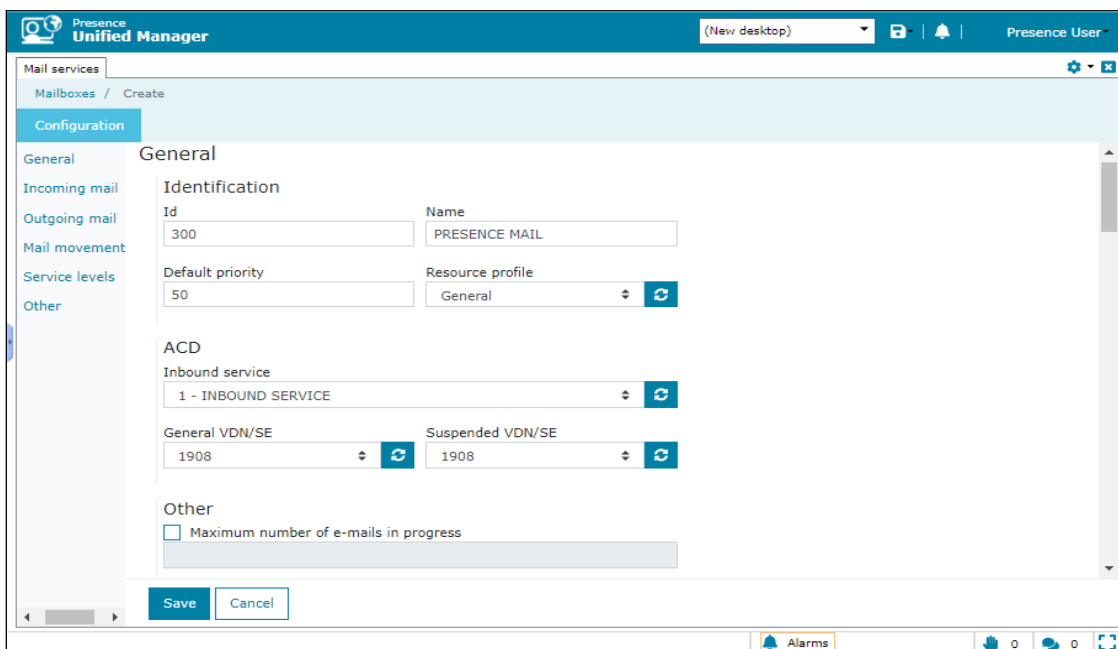 Presence
Unified Manager
(New desktop)
Presence User
Mail services
Mailboxes / Create
Configuration
General
Incoming mail
Outgoing mail
Mail movement
Service levels
Other
General
Identification
Id Name
300 PRESENCE MAIL
Default priority Resource profile
50 General
ACD
Inbound service
1 - INBOUND SERVICE
General VDN/SE Suspended VDN/SE
1908 1908
Other
Maximum number of e-mails in progress
Save Cancel
Alarms 0 0